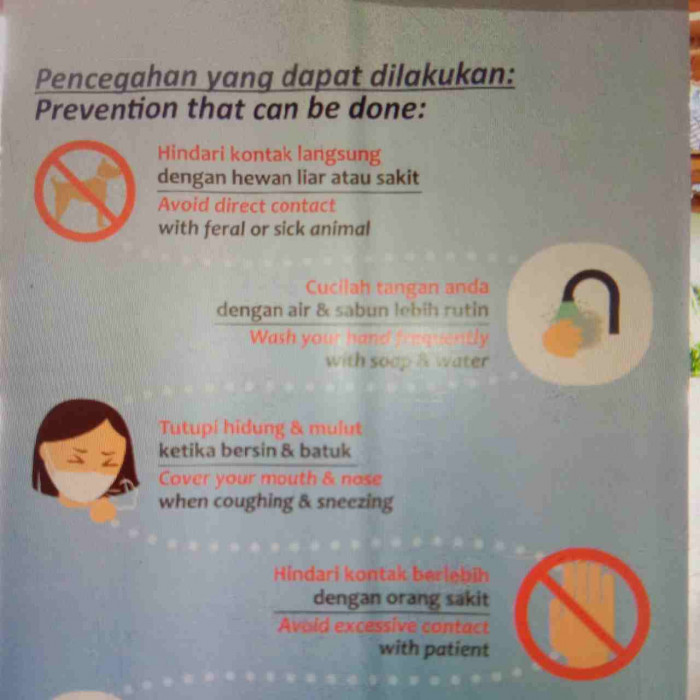 Pencegahan yang dapat dilakukan:
Prevention that can be done:
Hindari kontak langsung
dengan hewan liar atau sakit
Avoid direct contact
with feral or sick animal
Cucilah tangan anda
dengan air & sabun lebih rutin
Wash your hand frequently
with soap & water
Tutupi hidung & mulut
ketika bersin & batuk
Cover your mouth & nose
when coughing & sneezing
Hindari kontak berlebih
dengan orang sakit
Avoid excessive contact
with patient